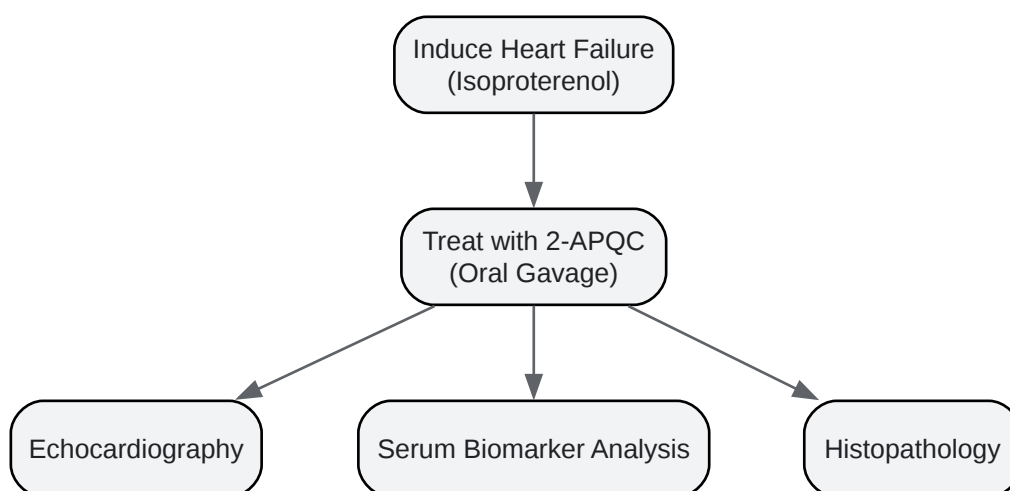 Induce Heart Failure
(Isoproterenol)
Treat with 2-APQC
(Oral Gavage)
Echocardiography
Serum Biomarker Analysis
Histopathology